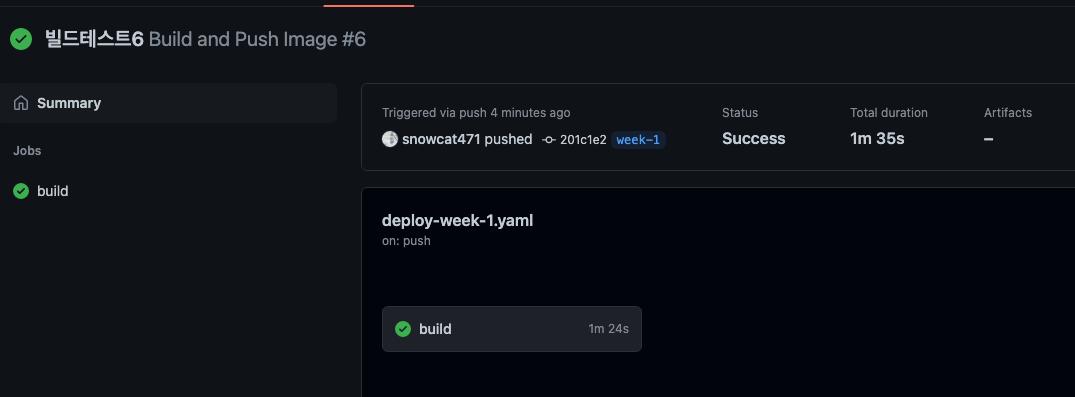 빌드테스트6 Build and Push Image #6
Summary
Jobs
build
Triggered via push 4 minutes ago
snowcat471 pushed 201c1e2 week-1
Status
Success
Total duration
1m 35s
Artifacts
–
deploy-week-1.yaml
on: push
build 1m 24s